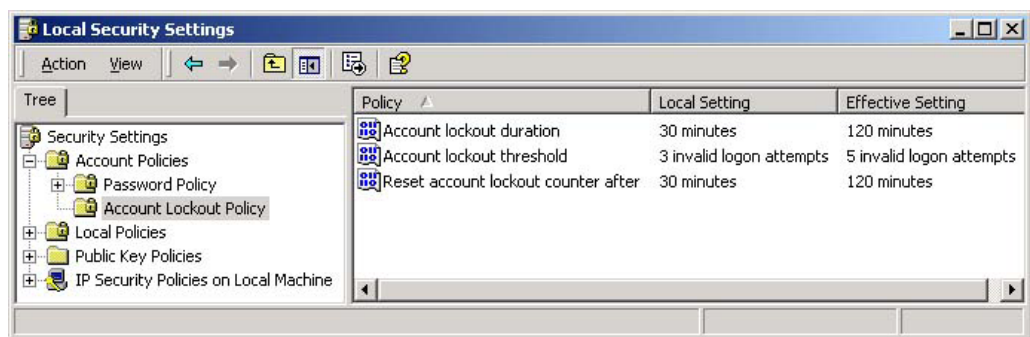 Local Security Settings
Action View
Tree
Security Settings
Account Policies
Password Policy
Account Lockout Policy
Local Policies
Public Key Policies
IP Security Policies on Local Machine
Policy Local Setting Effective Setting
Account lockout duration 30 minutes 120 minutes
Account lockout threshold 3 invalid logon attempts 5 invalid logon attempts
Reset account lockout counter after 30 minutes 120 minutes